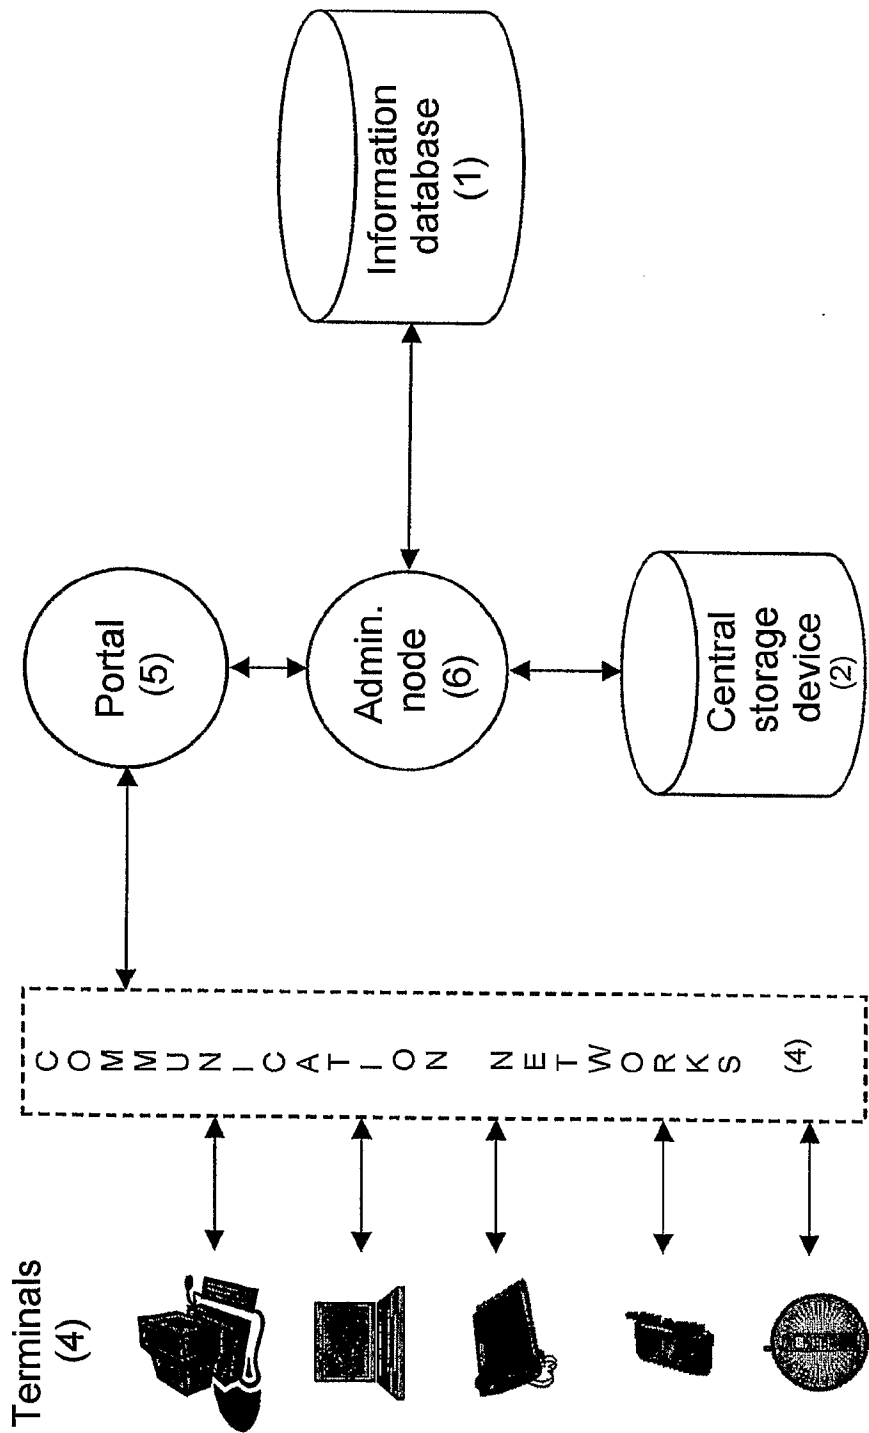 Terminals
(4)
COMMUNICATION NETWORKS (4)
Portal
(5)
Admin.
node
(6)
Central
storage
device
(2)
Information
database
(1)